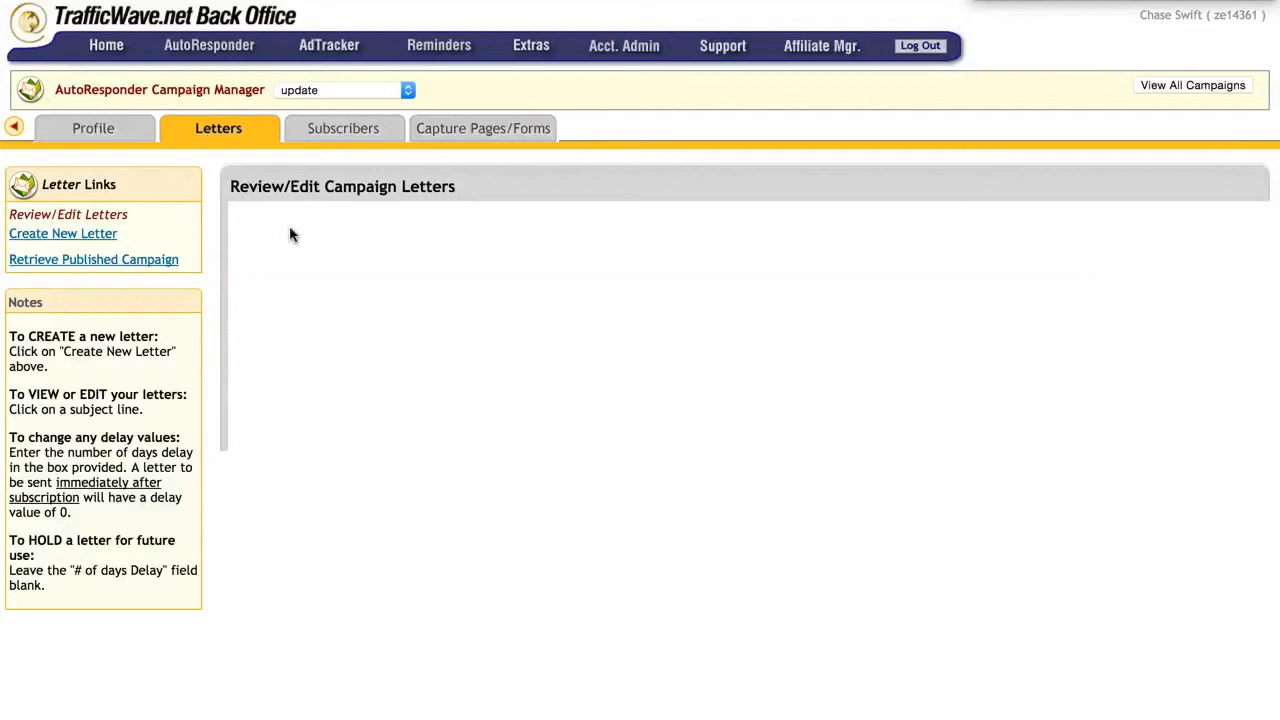 TrafficWave.net Back Office
Chase Swift ( ze14361 )
Home AutoResponder AdTracker Reminders Extras Acct. Admin Support Affiliate Mgr. Log Out
AutoResponder Campaign Manager update View All Campaigns
Profile Letters Subscribers Capture Pages/Forms
Letter Links
Review/Edit Letters
Create New Letter
Retrieve Published Campaign
Notes
To CREATE a new letter:
Click on "Create New Letter"
above.
To VIEW or EDIT your letters:
Click on a subject line.
To change any delay values:
Enter the number of days delay
in the box provided. A letter to
be sent immediately after
subscription will have a delay
value of 0.
To HOLD a letter for future
use:
Leave the "# of days Delay" field
blank.
Review/Edit Campaign Letters